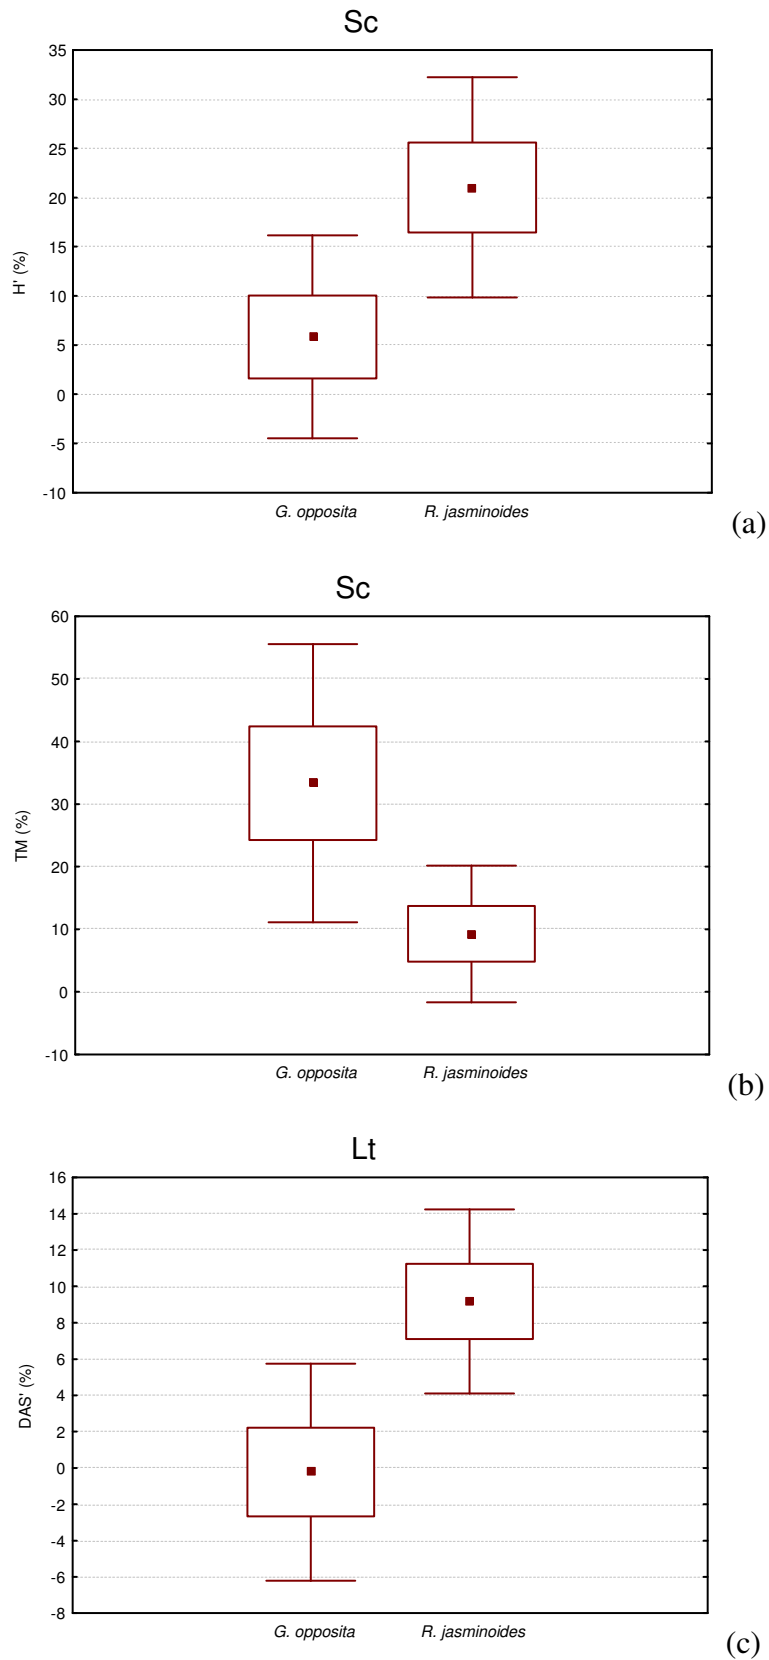 Sc
35
30
25
20
15
10
5
0
-5
-10
H' (%)
G. opposita R. jasminoides
(a)
Sc
60
50
40
30
20
10
0
-10
TM (%)
G. opposita R. jasminoides
(b)
Lt
16
14
12
10
8
6
4
2
0
-2
-4
-6
-8
DAS' (%)
G. opposita R. jasminoides
(c)